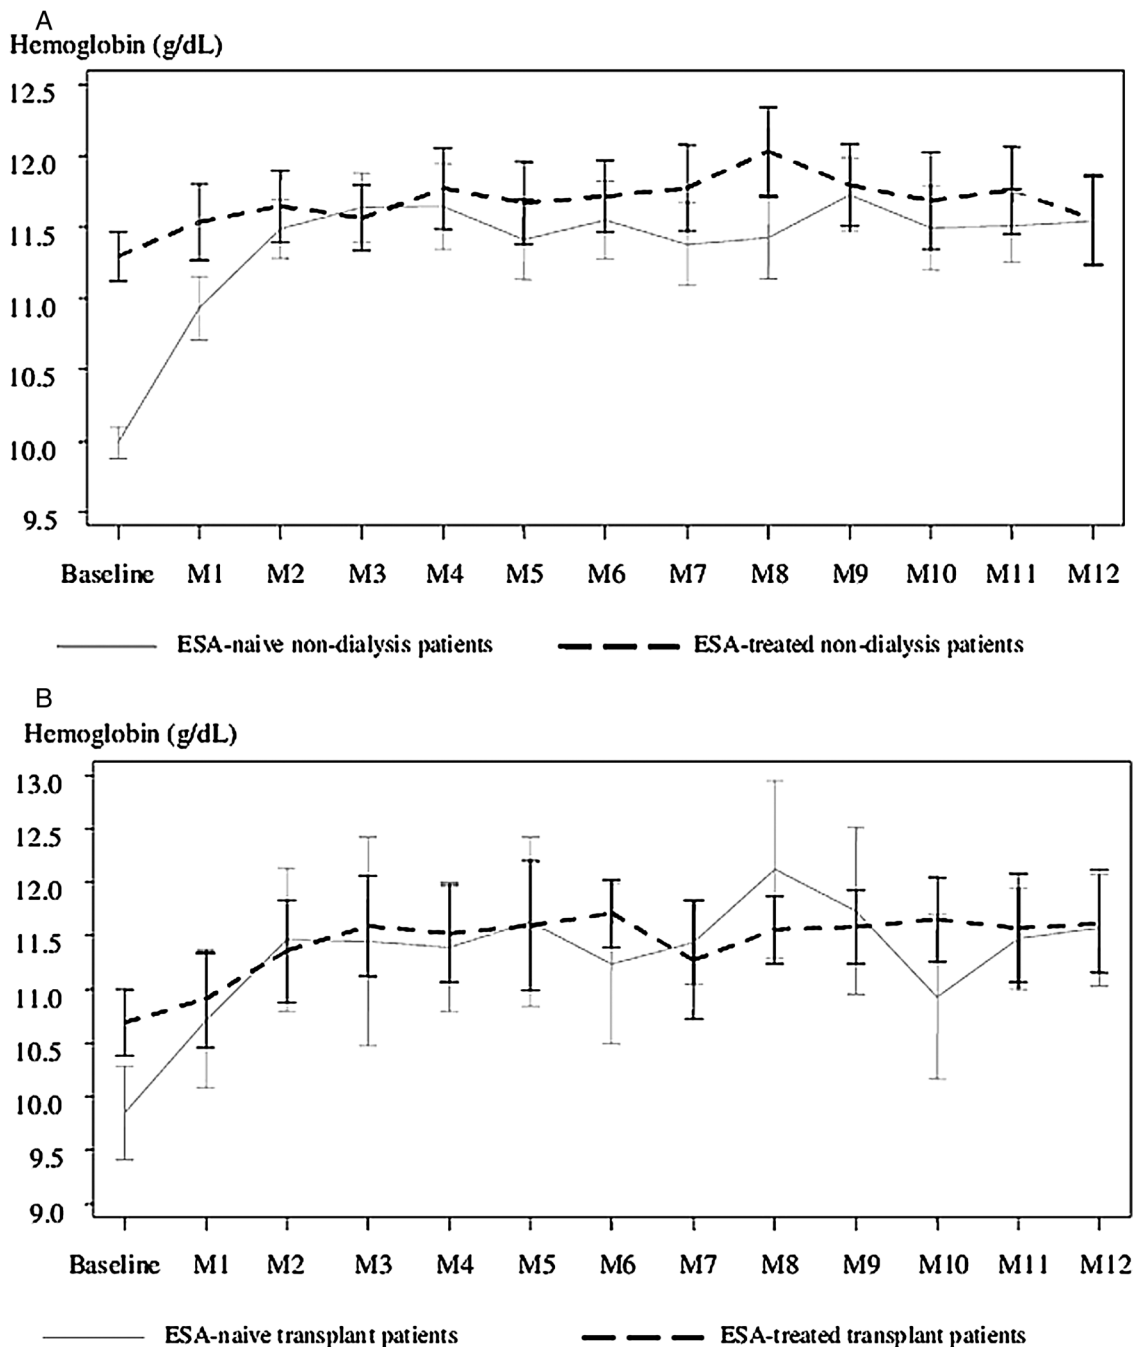 A
Hemoglobin (g/dL)
12.5
12.0
11.5
11.0
10.5
10.0
9.5
Baseline M1 M2 M3 M4 M5 M6 M7 M8 M9 M10 M11 M12
ESA-naive non-dialysis patients ESA-treated non-dialysis patients
B
Hemoglobin (g/dL)
13.0
12.5
12.0
11.5
11.0
10.5
10.0
9.5
9.0
Baseline M1 M2 M3 M4 M5 M6 M7 M8 M9 M10 M11 M12
ESA-naive transplant patients ESA-treated transplant patients